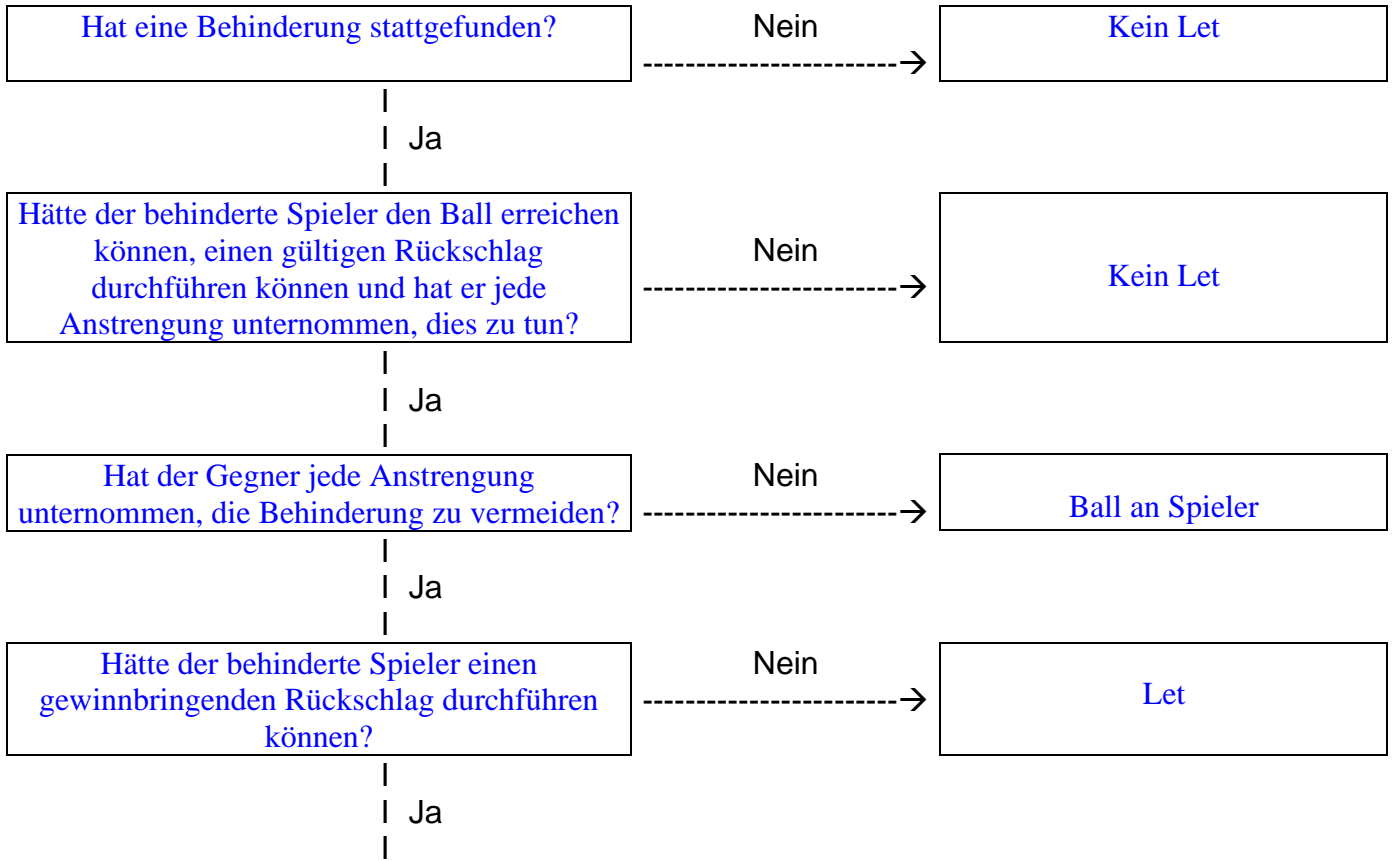 Hat eine Behinderung stattgefunden?
Nein
Kein Let
Ja
Hätte der behinderte Spieler den Ball erreichen
können, einen gültigen Rückschlag
durchführen können und hat er jede
Anstrengung unternommen, dies zu tun?
Nein
Kein Let
Ja
Hat der Gegner jede Anstrengung
unternommen, die Behinderung zu vermeiden?
Nein
Ball an Spieler
Ja
Hätte der behinderte Spieler einen
gewinnbringenden Rückschlag durchführen
können?
Nein
Let
Ja